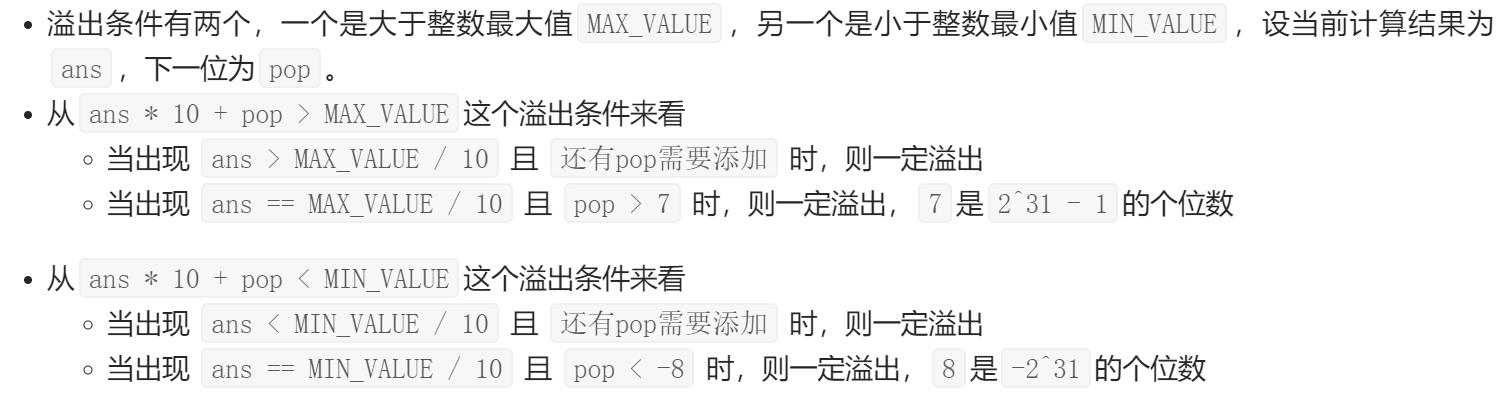 溢出条件有两个，一个是大于整数最大值 MAX_VALUE ，另一个是小于整数最小值 MIN_VALUE ，设当前计算结果为
ans ，下一位为 pop 。
从 ans * 10 + pop > MAX_VALUE 这个溢出条件来看
当出现 ans > MAX_VALUE / 10 且 还有pop需要添加 时，则一定溢出
当出现 ans == MAX_VALUE / 10 且 pop > 7 时，则一定溢出， 7 是 2^31 - 1 的个位数
从 ans * 10 + pop < MIN_VALUE 这个溢出条件来看
当出现 ans < MIN_VALUE / 10 且 还有pop需要添加 时，则一定溢出
当出现 ans == MIN_VALUE / 10 且 pop < -8 时，则一定溢出， 8 是 -2^31 的个位数